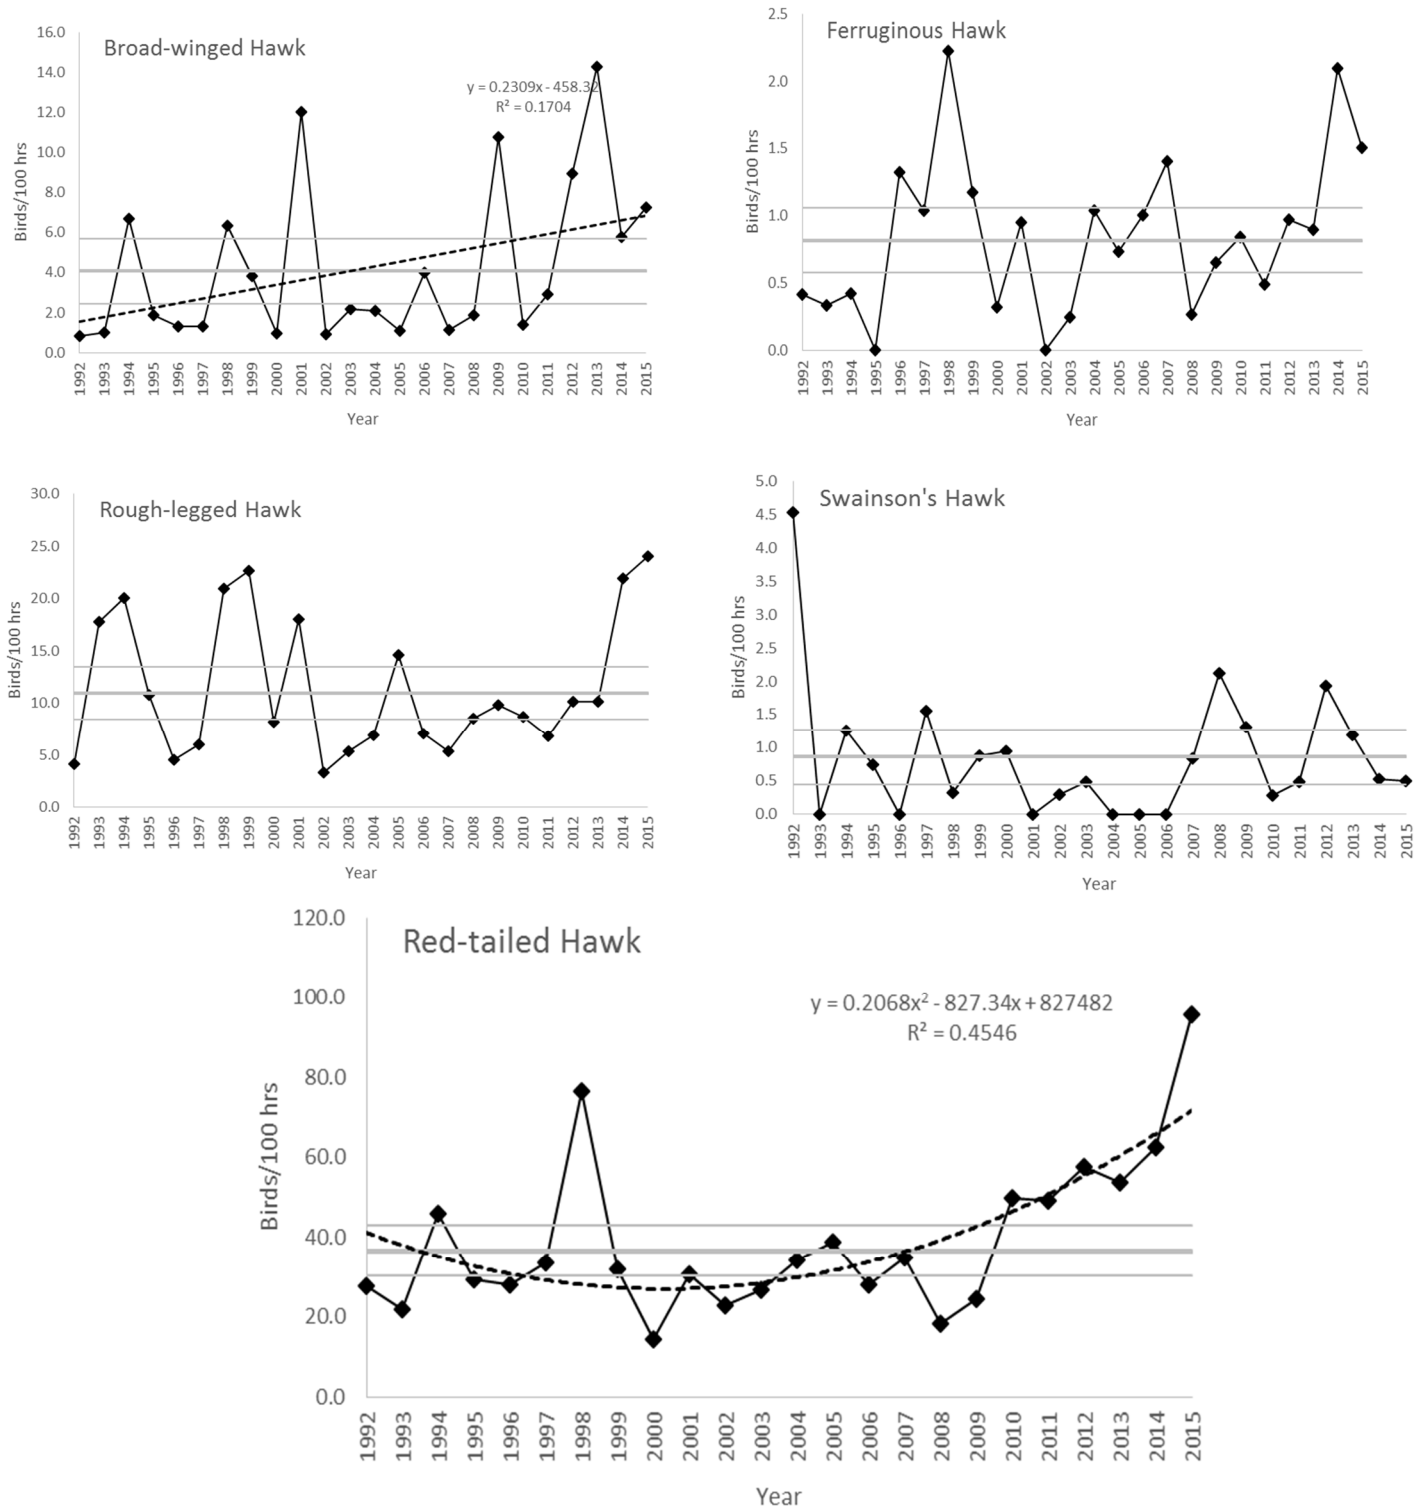 Broad-winged Hawk
y = 0.2309x - 458.32
R² = 0.1704
Birds/100 hrs
16.0
14.0
12.0
10.0
8.0
6.0
4.0
2.0
0.0
1992 1993 1994 1995 1996 1997 1998 1999 2000 2001 2002 2003 2004 2005 2006 2007 2008 2009 2010 2011 2012 2013 2014 2015
Year
Ferruginous Hawk
Birds/100 hrs
2.5
2.0
1.5
1.0
0.5
0.0
1992 1993 1994 1995 1996 1997 1998 1999 2000 2001 2002 2003 2004 2005 2006 2007 2008 2009 2010 2011 2012 2013 2014 2015
Year
Rough-legged Hawk
Birds/100 hrs
30.0
25.0
20.0
15.0
10.0
5.0
0.0
1992 1993 1994 1995 1996 1997 1998 1999 2000 2001 2002 2003 2004 2005 2006 2007 2008 2009 2010 2011 2012 2013 2014 2015
Year
Swainson's Hawk
Birds/100 hrs
5.0
4.5
4.0
3.5
3.0
2.5
2.0
1.5
1.0
0.5
0.0
1992 1993 1994 1995 1996 1997 1998 1999 2000 2001 2002 2003 2004 2005 2006 2007 2008 2009 2010 2011 2012 2013 2014 2015
Year
Red-tailed Hawk
y = 0.2068x² - 827.34x + 827482
R² = 0.4546
Birds/100 hrs
120.0
100.0
80.0
60.0
40.0
20.0
0.0
1992 1993 1994 1995 1996 1997 1998 1999 2000 2001 2002 2003 2004 2005 2006 2007 2008 2009 2010 2011 2012 2013 2014 2015
Year